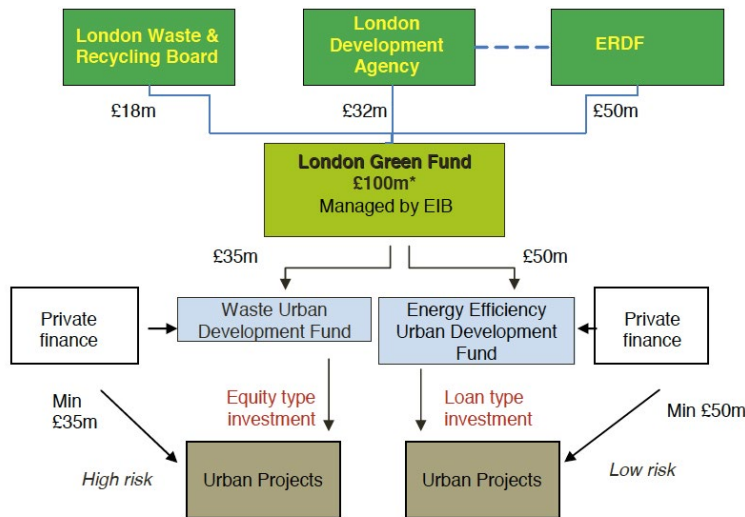 London Waste &
Recycling Board
London
Development
Agency
ERDF
£18m
£32m
£50m
London Green Fund
£100m*
Managed by EIB
£35m
£50m
Private
finance
Waste Urban
Development Fund
Energy Efficiency
Urban Development
Fund
Private
finance
Min
£35m
Equity type
investment
Loan type
investment
Min £50m
High risk
Urban Projects
Urban Projects
Low risk